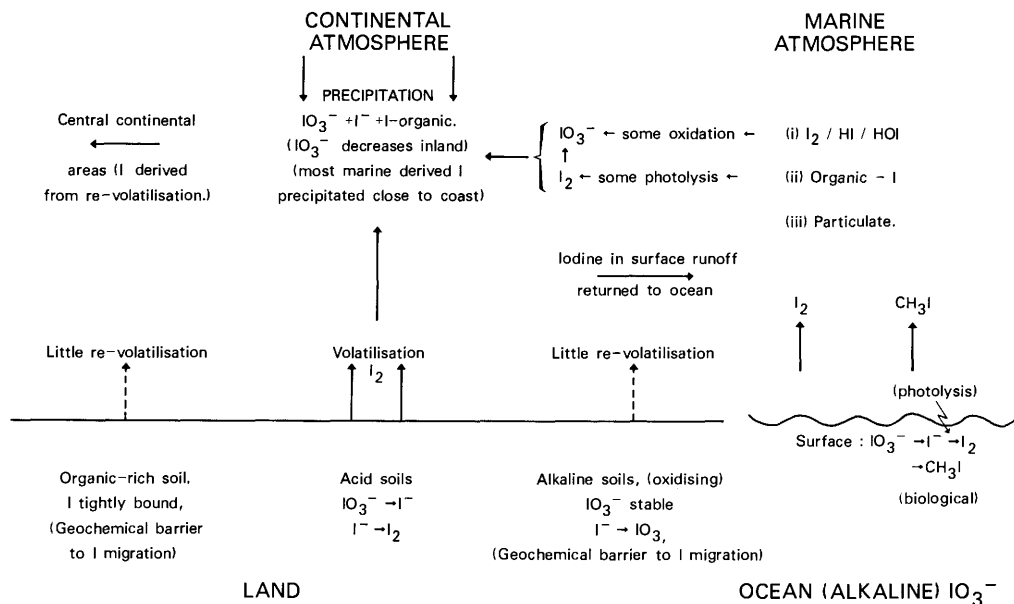 CONTINENTAL
ATMOSPHERE
MARINE
ATMOSPHERE
PRECIPITATION
IO₃⁻ +I⁻ +I-organic.
(IO₃⁻ decreases inland)
(most marine derived I
precipitated close to coast)
Central continental
areas (I derived
from re-volatilisation.)
IO₃⁻ ← some oxidation ←
↑
I₂ ← some photolysis ←
(i) I₂ / HI / HOI
(ii) Organic - I
(iii) Particulate.
Iodine in surface runoff
returned to ocean
I₂
CH₃I
Little re-volatilisation
Volatilisation
I₂
Little re-volatilisation
(photolysis)
Surface : IO₃⁻ →I⁻ →I₂
→CH₃I
(biological)
Organic-rich soil.
I tightly bound,
(Geochemical barrier
to I migration)
Acid soils
IO₃⁻ →I⁻
I⁻ →I₂
Alkaline soils, (oxidising)
IO₃⁻ stable
I⁻ → IO₃,
(Geochemical barrier to I migration)
LAND
OCEAN (ALKALINE) IO₃⁻